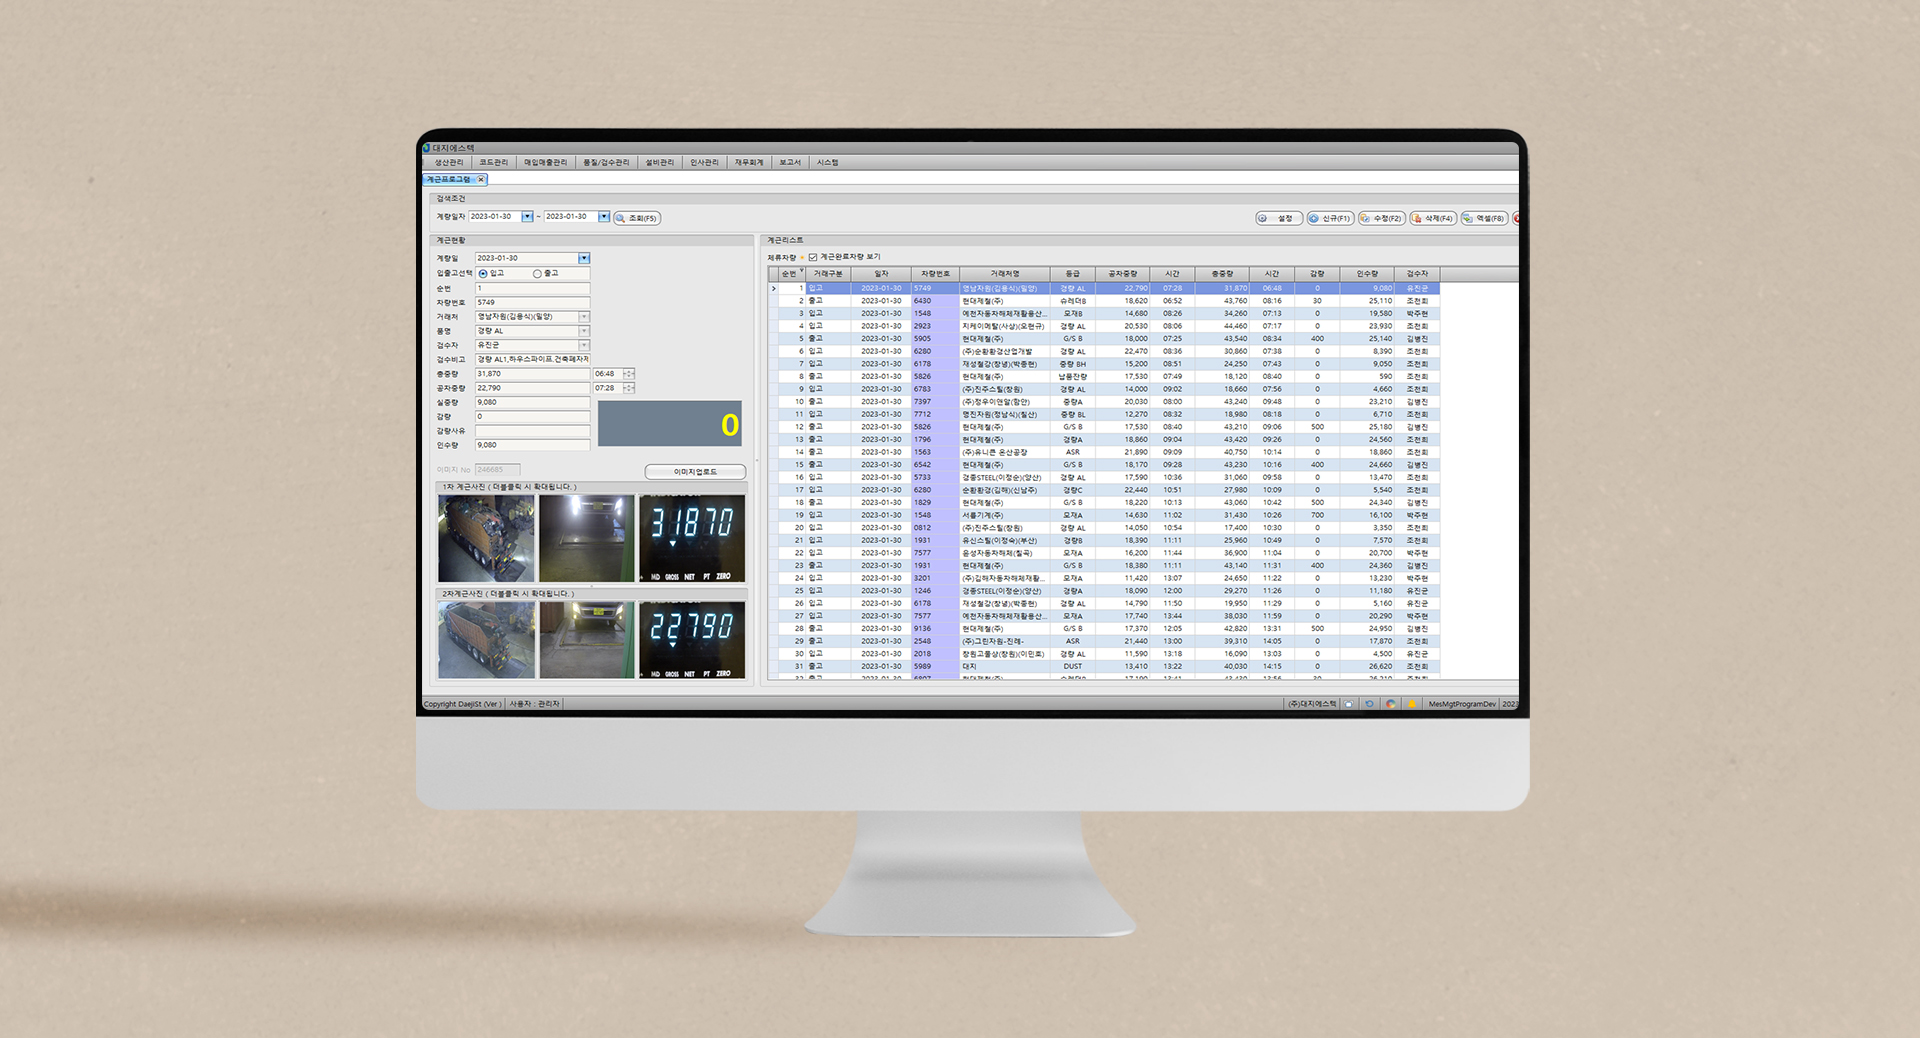 대지에스텍
생산관리 코드관리 매입매출관리 품질/검수관리 설비관리 인사관리 재무회계 보고서 시스템
계근프로그램
검색조건
계량일자 2023-01-30 ~ 2023-01-30 조회(F5) 설정 신규(F1) 수정(F2) 삭제(F4) 엑셀(F8)
계근현황
계량일 2023-01-30
입출고선택 입고 출고
순번 1
차량번호 5749
거래처 영남자원(김용식)(밀양)
품명 경량 AL
검수자 유진균
검수비고 경량 AL1,하우스파이프,건축폐자재
총중량 31,870 06:48
공차중량 22,790 07:28
실중량 9,080
감량 0
0
감량사유
인수량 9,080
이미지 No 246685
이미지업로드
1차 계근사진 ( 더블클릭 시 확대됩니다. )
31870
MD GROSS NET PT ZERO
2차계근사진 ( 더블클릭 시 확대됩니다. )
22790
MD GROSS NET PT ZERO
계근리스트
체류차량 계근완료차량 보기
순번 거래구분 일자 차량번호 거래처명 등급 공차중량 시간 총중량 시간 감량 인수량 검수자
1 입고 2023-01-30 5749 영남자원(김용식)(밀양) 경량 AL 22,790 07:28 31,870 06:48 0 9,080 유진균
2 출고 2023-01-30 6430 현대제철(주) 슈레더B 18,620 06:52 43,760 08:16 30 25,110 조천희
3 입고 2023-01-30 1548 예천자동차해체재활용산... 모재B 14,680 08:26 34,260 07:13 0 19,580 박주현
4 입고 2023-01-30 2923 지케이메탈(사상)(오현규) 경량 AL 20,530 08:06 44,460 07:17 0 23,930 조천희
5 출고 2023-01-30 5905 현대제철(주) G/S B 18,000 07:25 43,540 08:34 400 25,140 김병진
6 입고 2023-01-30 6280 (주)순환환경산업개발 경량 AL 22,470 08:36 30,860 07:38 0 8,390 조천희
7 입고 2023-01-30 6178 재성철강(창녕)(박종현) 중량 BH 15,200 08:51 24,250 07:43 0 9,050 조천희
8 출고 2023-01-30 5826 현대제철(주) 납품잔량 17,530 07:49 18,120 08:40 0 590 조천희
9 입고 2023-01-30 6783 (주)진주스틸(창원) 경량 AL 14,000 09:02 18,660 07:56 0 4,660 조천희
10 출고 2023-01-30 7397 (주)정우이앤알(함안) 중량A 20,030 08:00 43,240 09:48 0 23,210 김병진
11 입고 2023-01-30 7712 명진자원(정남식)(칠산) 중량 BL 12,270 08:32 18,980 08:18 0 6,710 조천희
12 출고 2023-01-30 5826 현대제철(주) G/S B 17,530 08:40 43,210 09:06 500 25,180 김병진
13 출고 2023-01-30 1796 현대제철(주) 경량A 18,860 09:04 43,420 09:26 0 24,560 조천희
14 출고 2023-01-30 1563 (주)유니큰 온산공장 ASR 21,890 09:09 40,750 10:14 0 18,860 조천희
15 출고 2023-01-30 6542 현대제철(주) G/S B 18,170 09:28 43,230 10:16 400 24,660 김병진
16 입고 2023-01-30 5733 경종STEEL(이정순)(양산) 경량 AL 17,590 10:36 31,060 09:58 0 13,470 조천희
17 입고 2023-01-30 6280 순환환경(김해)(신남주) 경량C 22,440 10:51 27,980 10:09 0 5,540 조천희
18 출고 2023-01-30 1829 현대제철(주) G/S B 18,220 10:13 43,060 10:42 500 24,340 김병진
19 입고 2023-01-30 1548 서륭기계(주) 모재A 14,630 11:02 31,430 10:26 700 16,100 박주현
20 입고 2023-01-30 0812 (주)진주스틸(창원) 경량 AL 14,050 10:54 17,400 10:30 0 3,350 조천희
21 입고 2023-01-30 1931 유신스틸(이정숙)(부산) 경량B 18,390 11:11 25,960 10:49 0 7,570 조천희
22 입고 2023-01-30 7577 윤성자동차해체(칠곡) 모재A 16,200 11:44 36,900 11:04 0 20,700 박주현
23 출고 2023-01-30 1931 현대제철(주) G/S B 18,380 11:11 43,140 11:31 400 24,360 김병진
24 입고 2023-01-30 3201 (주)김해자동차해체재활... 모재A 11,420 13:07 24,650 11:22 0 13,230 박주현
25 입고 2023-01-30 1246 경종STEEL(이정순)(양산) 경량A 18,090 12:00 29,270 11:26 0 11,180 유진균
26 입고 2023-01-30 6178 재성철강(창녕)(박종현) 경량 AL 14,790 11:50 19,950 11:29 0 5,160 유진균
27 입고 2023-01-30 7577 예천자동차해체재활용산... 모재A 17,740 13:44 38,030 11:59 0 20,290 박주현
28 출고 2023-01-30 9136 현대제철(주) G/S B 17,370 12:05 42,820 13:31 500 24,950 김병진
29 출고 2023-01-30 2548 (주)그린자원-진례- ASR 21,440 13:00 39,310 14:05 0 17,870 조천희
30 입고 2023-01-30 2018 창원고물상(창원)(이민호) 경량 AL 11,590 13:18 16,090 13:03 0 4,500 유진균
31 출고 2023-01-30 5989 대지 DUST 13,410 13:22 40,030 14:15 0 26,620 조천희
Copyright DaejiSt (Ver ) 사용자 : 관리자 (주)대지에스텍 MesMgtProgramDev 2023